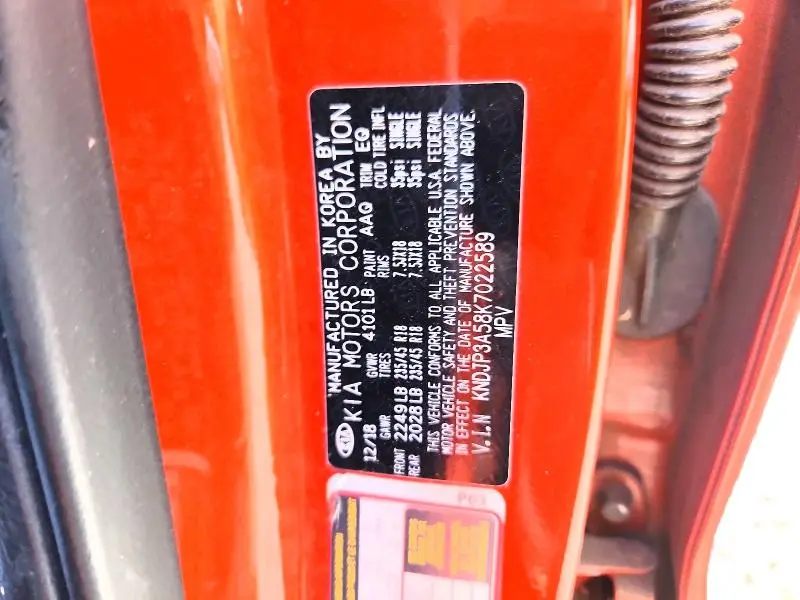 MANUFACTURED IN KOREA BY
KIA KIA MOTORS CORPORATION
12/18 GVWR 4101LB PAINT AAQ TRIM EQ
GAWR TIRES RIMS COLD TIRE INFL
FRONT 2249LB 235/45 R18 7.5JX18 35psi SINGLE
REAR 2028LB 235/45 R18 7.5JX18 35psi SINGLE
THIS VEHICLE CONFORMS TO ALL APPLICABLE U.S.A. FEDERAL
MOTOR VEHICLE SAFETY AND THEFT PREVENTION STANDARDS
IN EFFECT ON THE DATE OF MANUFACTURE SHOWN ABOVE.
V.I.N KNDJP3A58K7022589
MPV